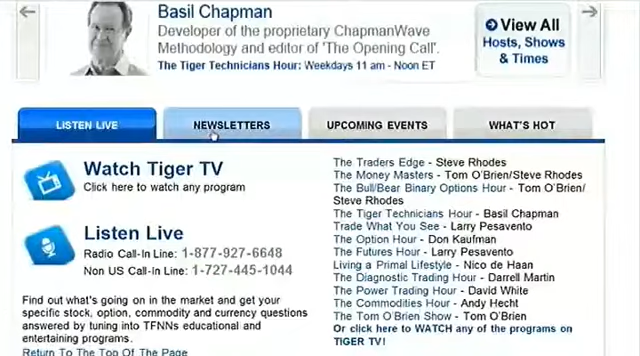 Basil Chapman
Developer of the proprietary ChapmanWave
Methodology and editor of 'The Opening Call'.
The Tiger Technicians Hour: Weekdays 11 am - Noon ET
View All
Hosts, Shows
& Times
LISTEN LIVE
NEWSLETTERS
UPCOMING EVENTS
WHAT'S HOT
Watch Tiger TV
Click here to watch any program
Listen Live
Radio Call-In Line: 1-877-927-6648
Non US Call-in Line: 1-727-445-1044
Find out what's going on in the market and get your
specific stock, option, commodity and currency questions
answered by tuning into TFNNs educational and
entertaining programs.
Return To The Top Of The Page
The Traders Edge - Steve Rhodes
The Money Masters - Tom O'Brien/Steve Rhodes
The Bull/Bear Binary Options Hour - Tom O'Brien/
Steve Rhodes
The Tiger Technicians Hour - Basil Chapman
Trade What You See - Larry Pesavento
The Option Hour - Don Kaufman
The Futures Hour - Larry Pesavento
Living a Primal Lifestyle - Nico de Haan
The Diagnostic Trading Hour - Darrell Martin
The Power Trading Hour - David White
The Commodities Hour - Andy Hecht
The Tom O'Brien Show - Tom O'Brien
Or click here to WATCH any of the programs on
TIGER TV!